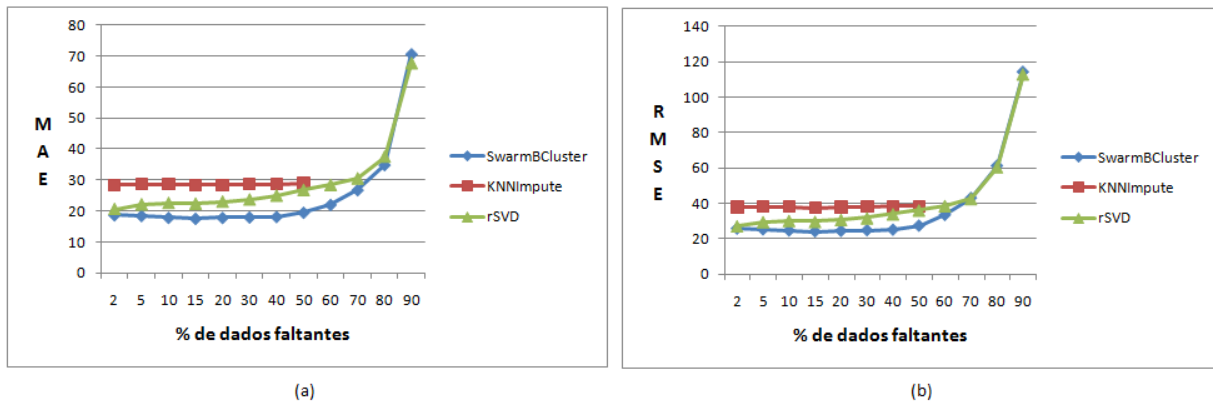 80
70
60
50
40
30
20
10
0
M
A
E
2 5 10 15 20 30 40 50 60 70 80 90
% de dados faltantes
SwarmBCluster
KNNImpute
rSVD
(a)
140
120
100
80
60
40
20
0
R
M
S
E
2 5 10 15 20 30 40 50 60 70 80 90
% de dados faltantes
SwarmBCluster
KNNImpute
rSVD
(b)